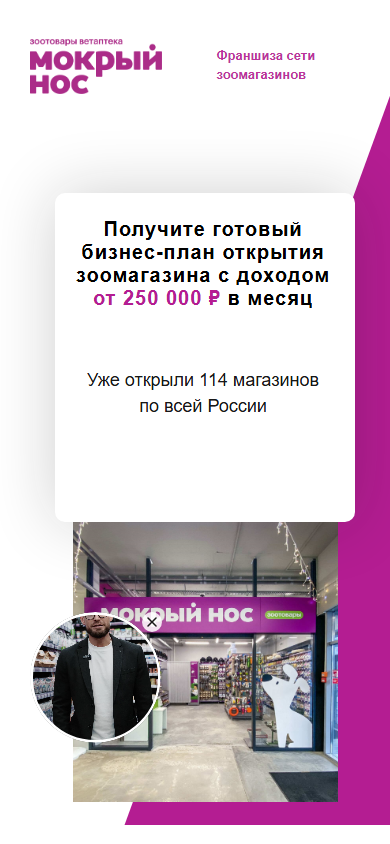 зоотовары ветаптека
мокрый
нос
Франшиза сети
зоомагазинов
Получите готовый
бизнес-план открытия
зоомагазина с доходом
от 250 000 ₽ в месяц
Уже открыли 114 магазинов
по всей России
мокрый нос
зоотовары